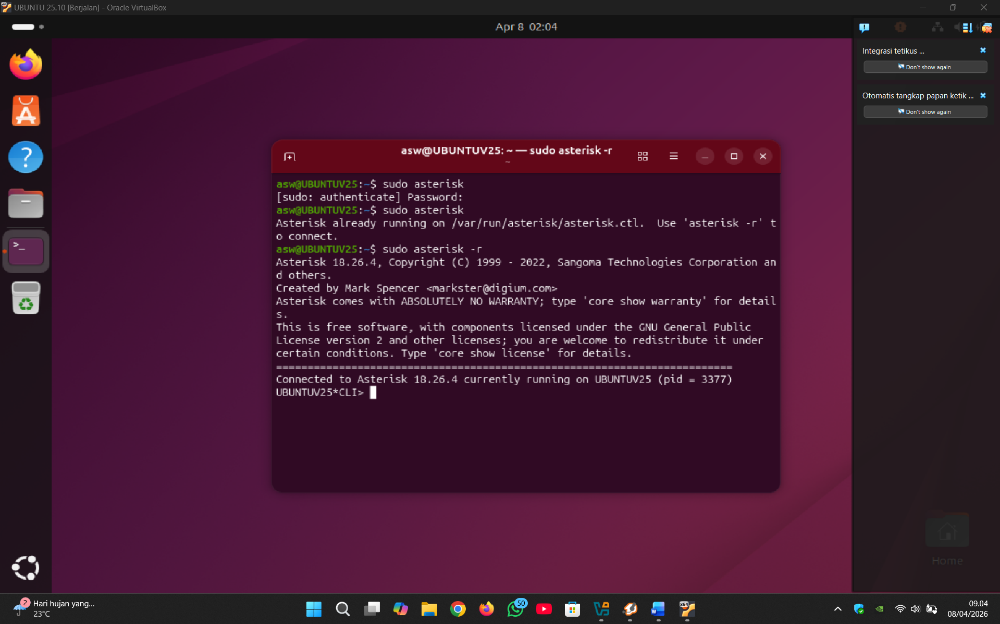 UBUNTU 25.10 [Berjalan] - Oracle VirtualBox
Apr 8 02:04
Integrasi tetikus ...
Don't show again
Otomatis tangkap papan ketik ...
Don't show again
asw@UBUNTUV25: ~ — sudo asterisk -r
~
asw@UBUNTUV25:~$ sudo asterisk
[sudo: authenticate] Password:
asw@UBUNTUV25:~$ sudo asterisk
Asterisk already running on /var/run/asterisk/asterisk.ctl.  Use 'asterisk -r' t
o connect.
asw@UBUNTUV25:~$ sudo asterisk -r
Asterisk 18.26.4, Copyright (C) 1999 - 2022, Sangoma Technologies Corporation an
d others.
Created by Mark Spencer <markster@digium.com>
Asterisk comes with ABSOLUTELY NO WARRANTY; type 'core show warranty' for detail
s.
This is free software, with components licensed under the GNU General Public
License version 2 and other licenses; you are welcome to redistribute it under
certain conditions. Type 'core show license' for details.
=========================================================================
Connected to Asterisk 18.26.4 currently running on UBUNTUV25 (pid = 3377)
UBUNTUV25*CLI>
Home
2
Hari hujan yang...
23°C
50
x64
09.04
08/04/2026